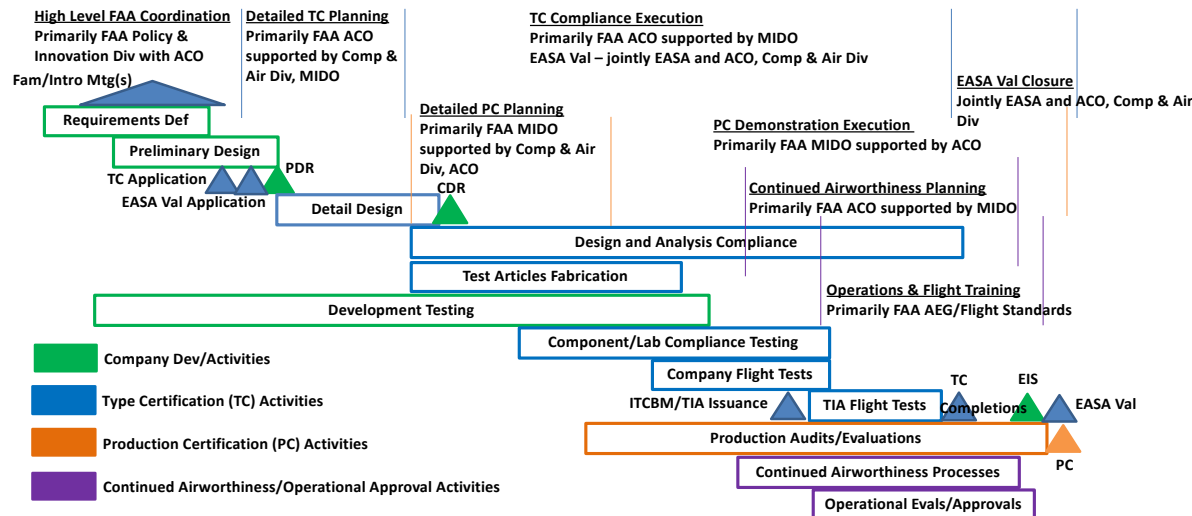 High Level FAA Coordination
Primarily FAA Policy &
Innovation Div with ACO
Fam/Intro Mtg(s)
Detailed TC Planning
Primarily FAA ACO
supported by Comp &
Air Div, MIDO
TC Compliance Execution
Primarily FAA ACO supported by MIDO
EASA Val – jointly EASA and ACO, Comp & Air Div
EASA Val Closure
Jointly EASA and ACO, Comp & Air
Div
Detailed PC Planning
Primarily FAA MIDO
supported by Comp & Air
Div, ACO
PC Demonstration Execution
Primarily FAA MIDO supported by ACO
Continued Airworthiness Planning
Primarily FAA ACO supported by MIDO
Operations & Flight Training
Primarily FAA AEG/Flight Standards
Requirements Def
Preliminary Design
TC Application
EASA Val Application
PDR
Detail Design
CDR
Design and Analysis Compliance
Test Articles Fabrication
Development Testing
Component/Lab Compliance Testing
Company Flight Tests
ITCBM/TIA Issuance
TIA Flight Tests
TC
Completions
EIS
EASA Val
Production Audits/Evaluations
PC
Continued Airworthiness Processes
Operational Evals/Approvals
Company Dev/Activities
Type Certification (TC) Activities
Production Certification (PC) Activities
Continued Airworthiness/Operational Approval Activities